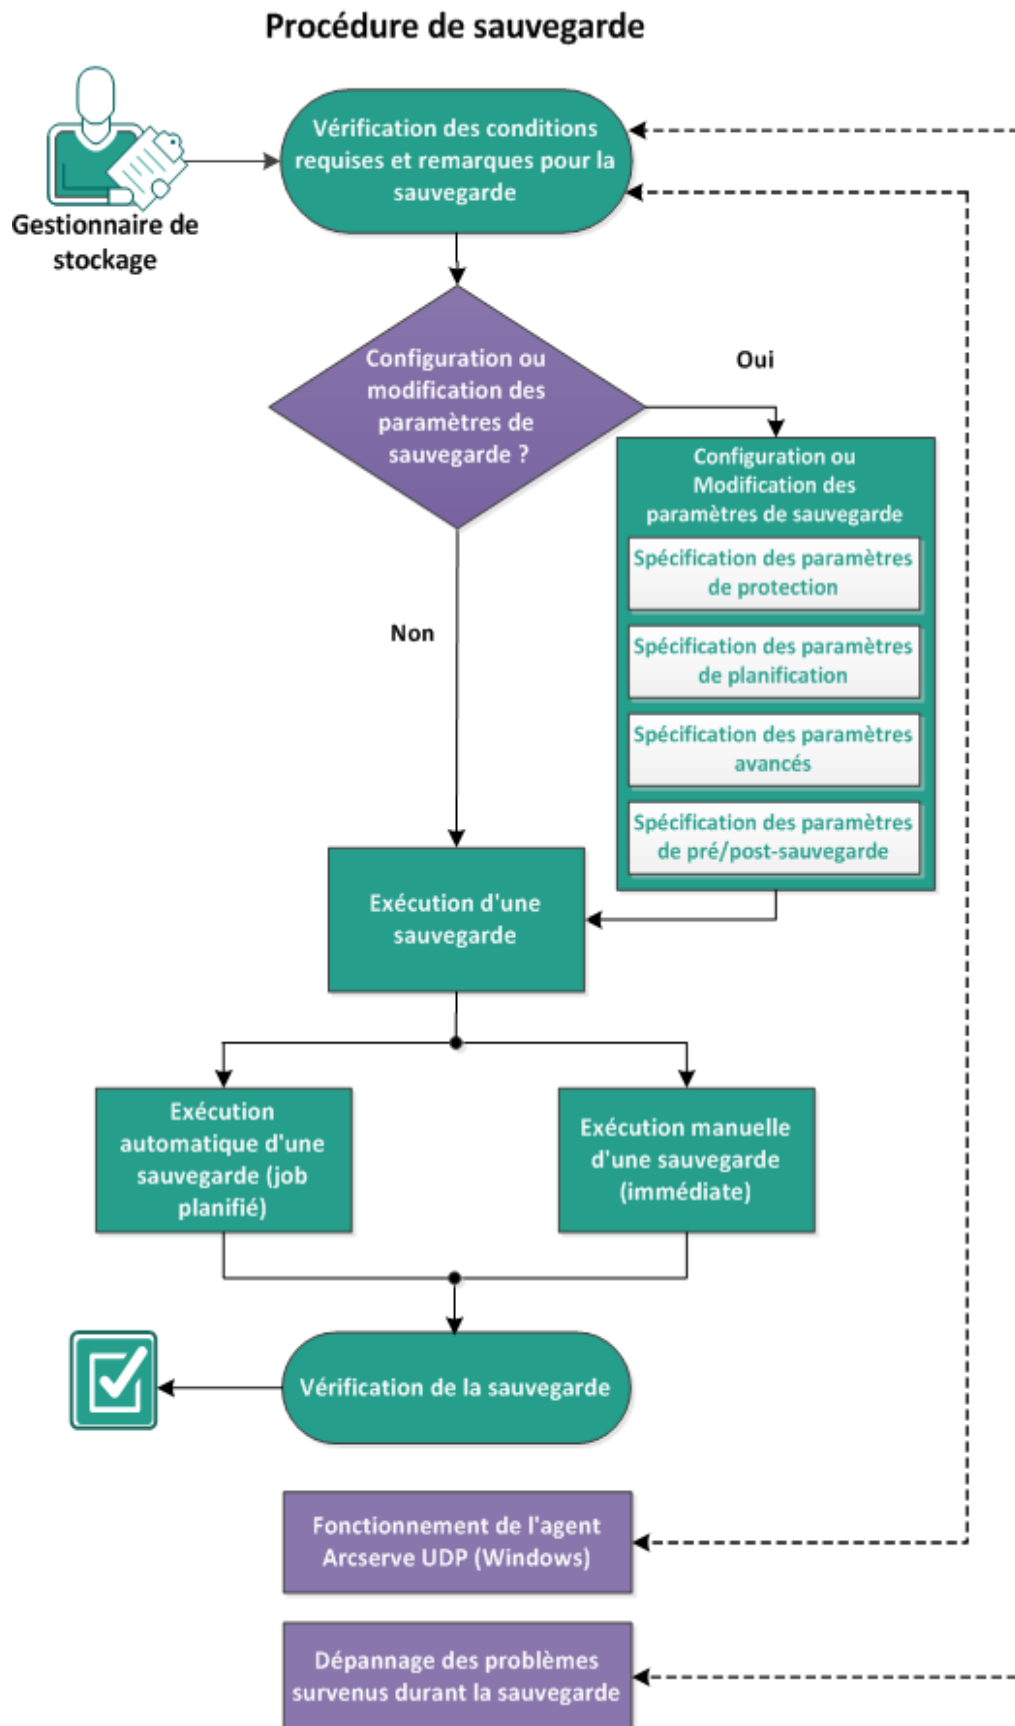 Procédure de sauvegarde
Vérification des conditions
requises et remarques pour la
sauvegarde
Gestionnaire de
stockage
Configuration ou
modification des
paramètres de
sauvegarde ?
Oui
Configuration ou
Modification des
paramètres de sauvegarde
Spécification des paramètres
de protection
Spécification des paramètres
de planification
Spécification des paramètres
avancés
Spécification des paramètres
de pré/post-sauvegarde
Non
Exécution d'une
sauvegarde
Exécution
automatique d'une
sauvegarde (job
planifié)
Exécution manuelle
d'une sauvegarde
(immédiate)
Vérification de la sauvegarde
Fonctionnement de l'agent
Arcserve UDP (Windows)
Dépannage des problèmes
survenus durant la sauvegarde